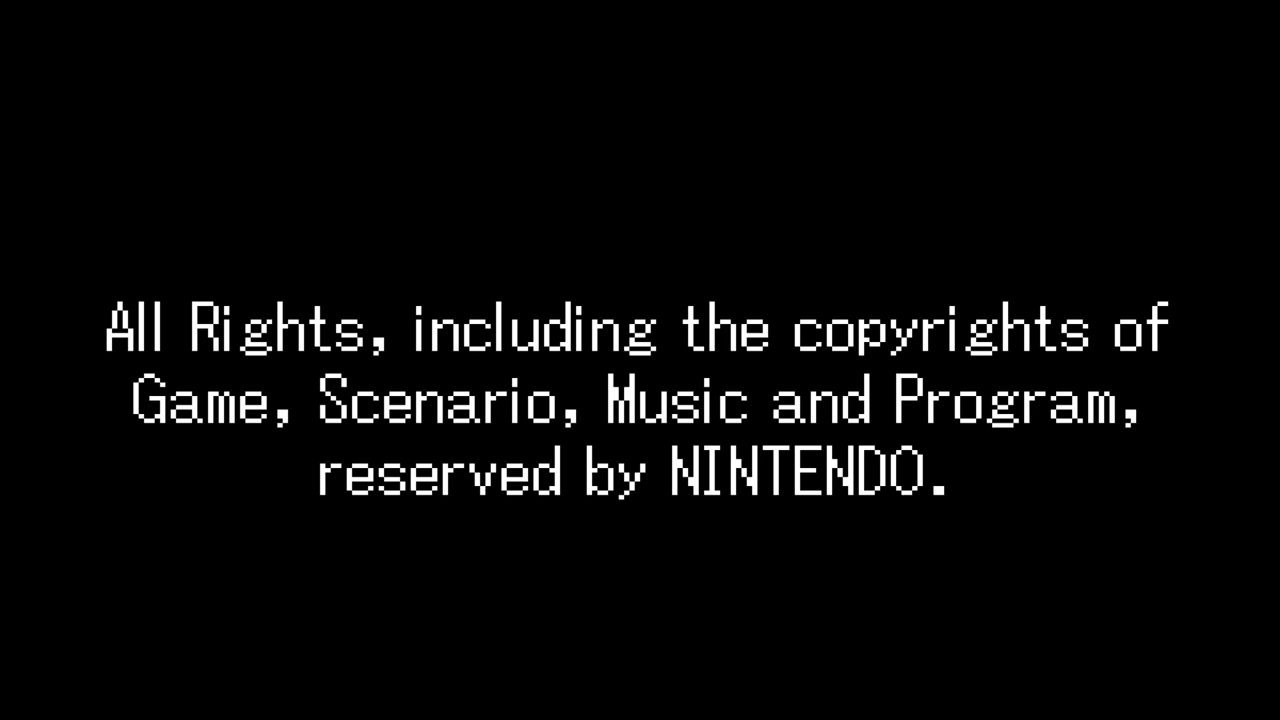 All Rights, including the copyrights of
Game, Scenario, Music and Program,
reserved by NINTENDO.